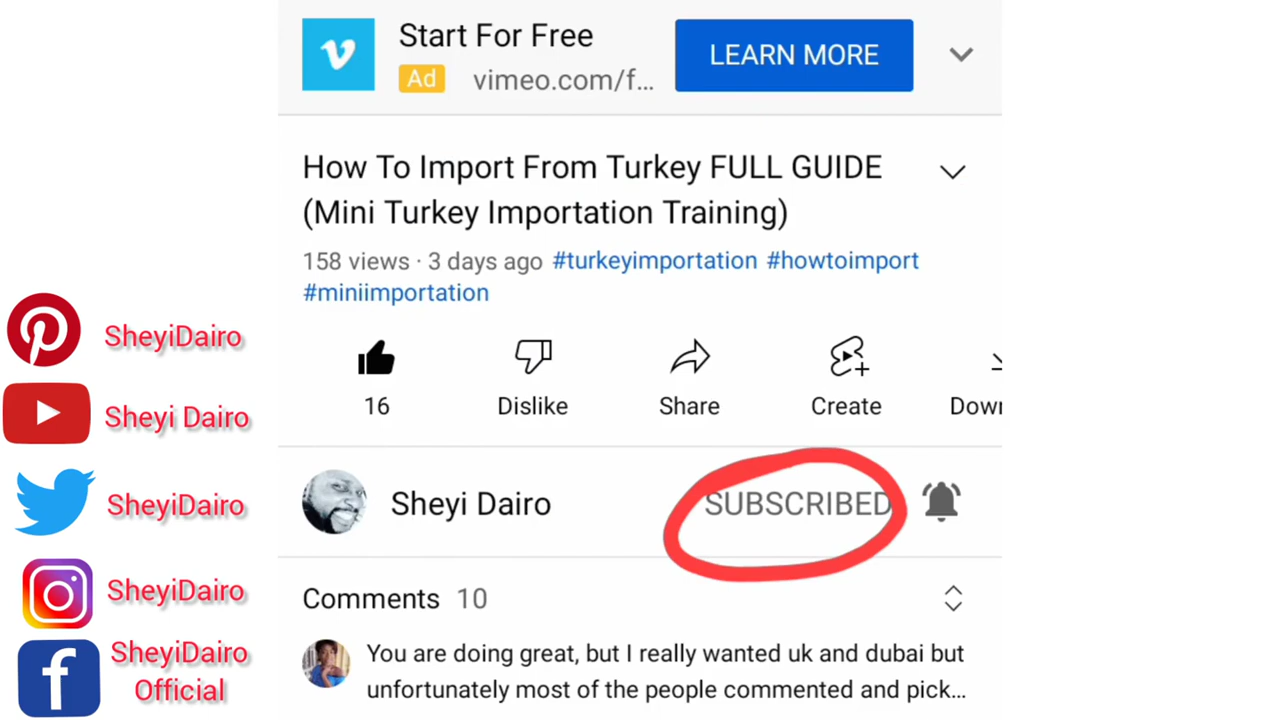 Start For Free
Ad vimeo.com/f...
LEARN MORE
How To Import From Turkey FULL GUIDE
(Mini Turkey Importation Training)
158 views · 3 days ago #turkeyimportation #howtoimport
#miniimportation
16 Dislike Share Create Down
Sheyi Dairo SUBSCRIBED
Comments 10
You are doing great, but I really wanted uk and dubai but
unfortunately most of the people commented and pick...
SheyiDairo
Sheyi Dairo
SheyiDairo
SheyiDairo
SheyiDairo
Official